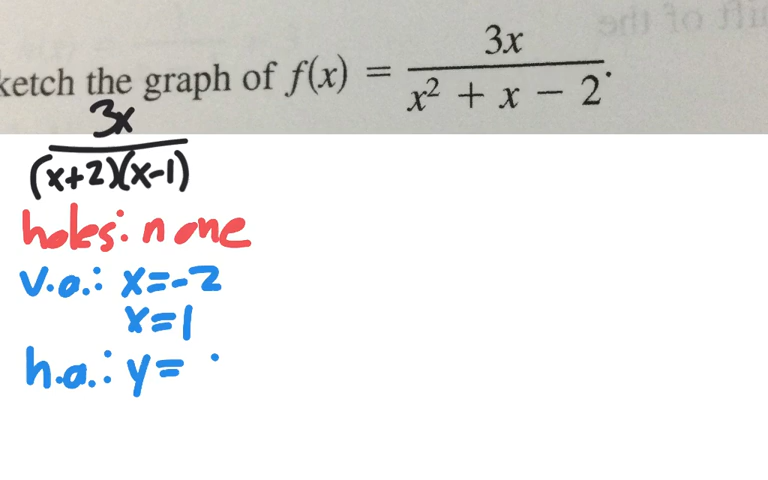 ketch the graph of f(x) = 3x / x² + x − 2.
3x / (x+2)(x-1)
holes: none
v.a.: x=-2
x=1
h.a.: y=